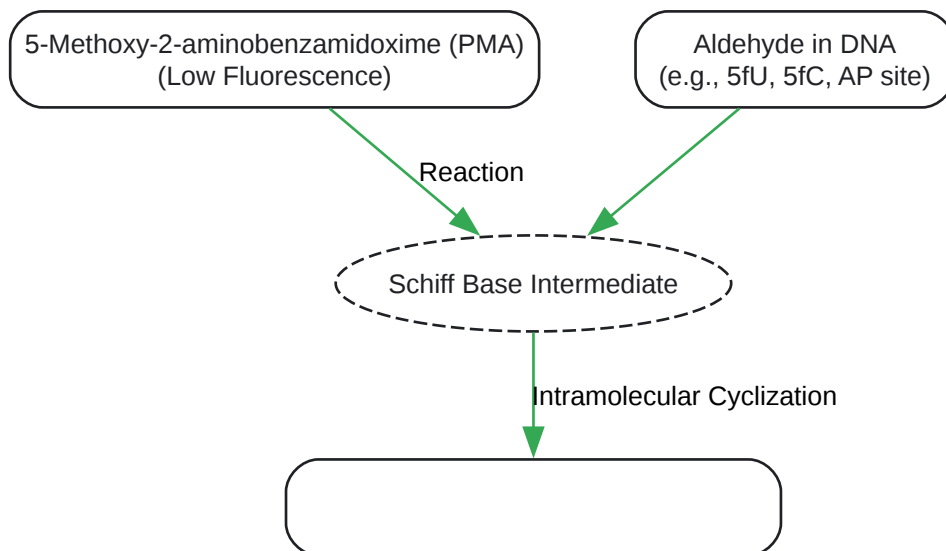 5-Methoxy-2-aminobenzamidoxime (PMA)
(Low Fluorescence)
Aldehyde in DNA
(e.g., 5fU, 5fC, AP site)
Reaction
Schiff Base Intermediate
Intramolecular Cyclization